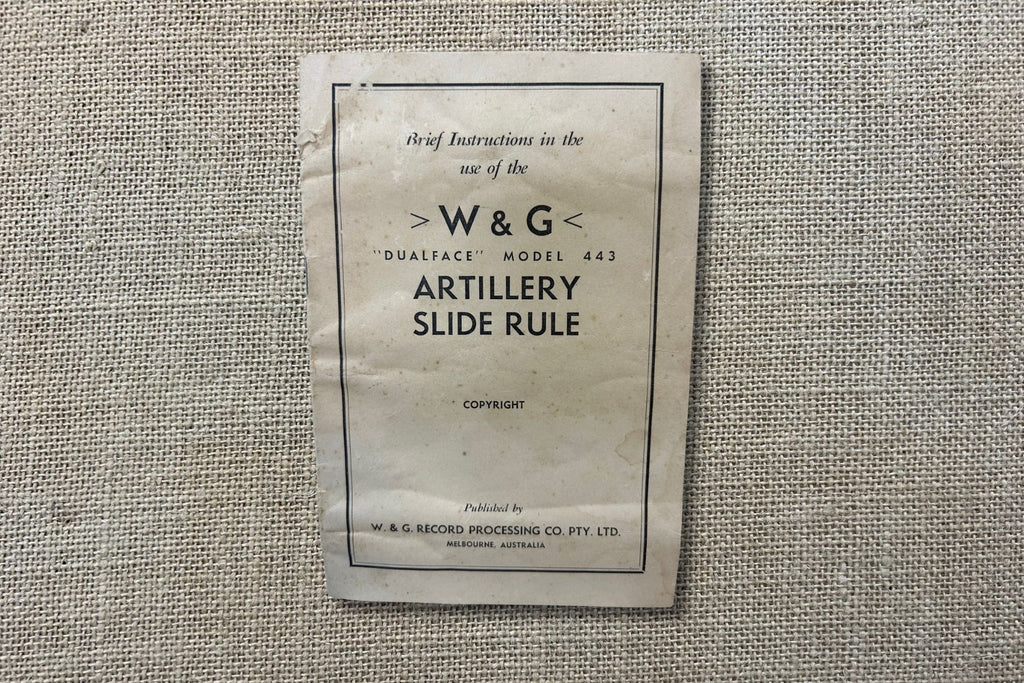 Brief Instructions in the
use of the
> W & G <
"DUALFACE" MODEL 443
ARTILLERY
SLIDE RULE
COPYRIGHT
Published by
W. & G. RECORD PROCESSING CO. PTY. LTD.
MELBOURNE, AUSTRALIA